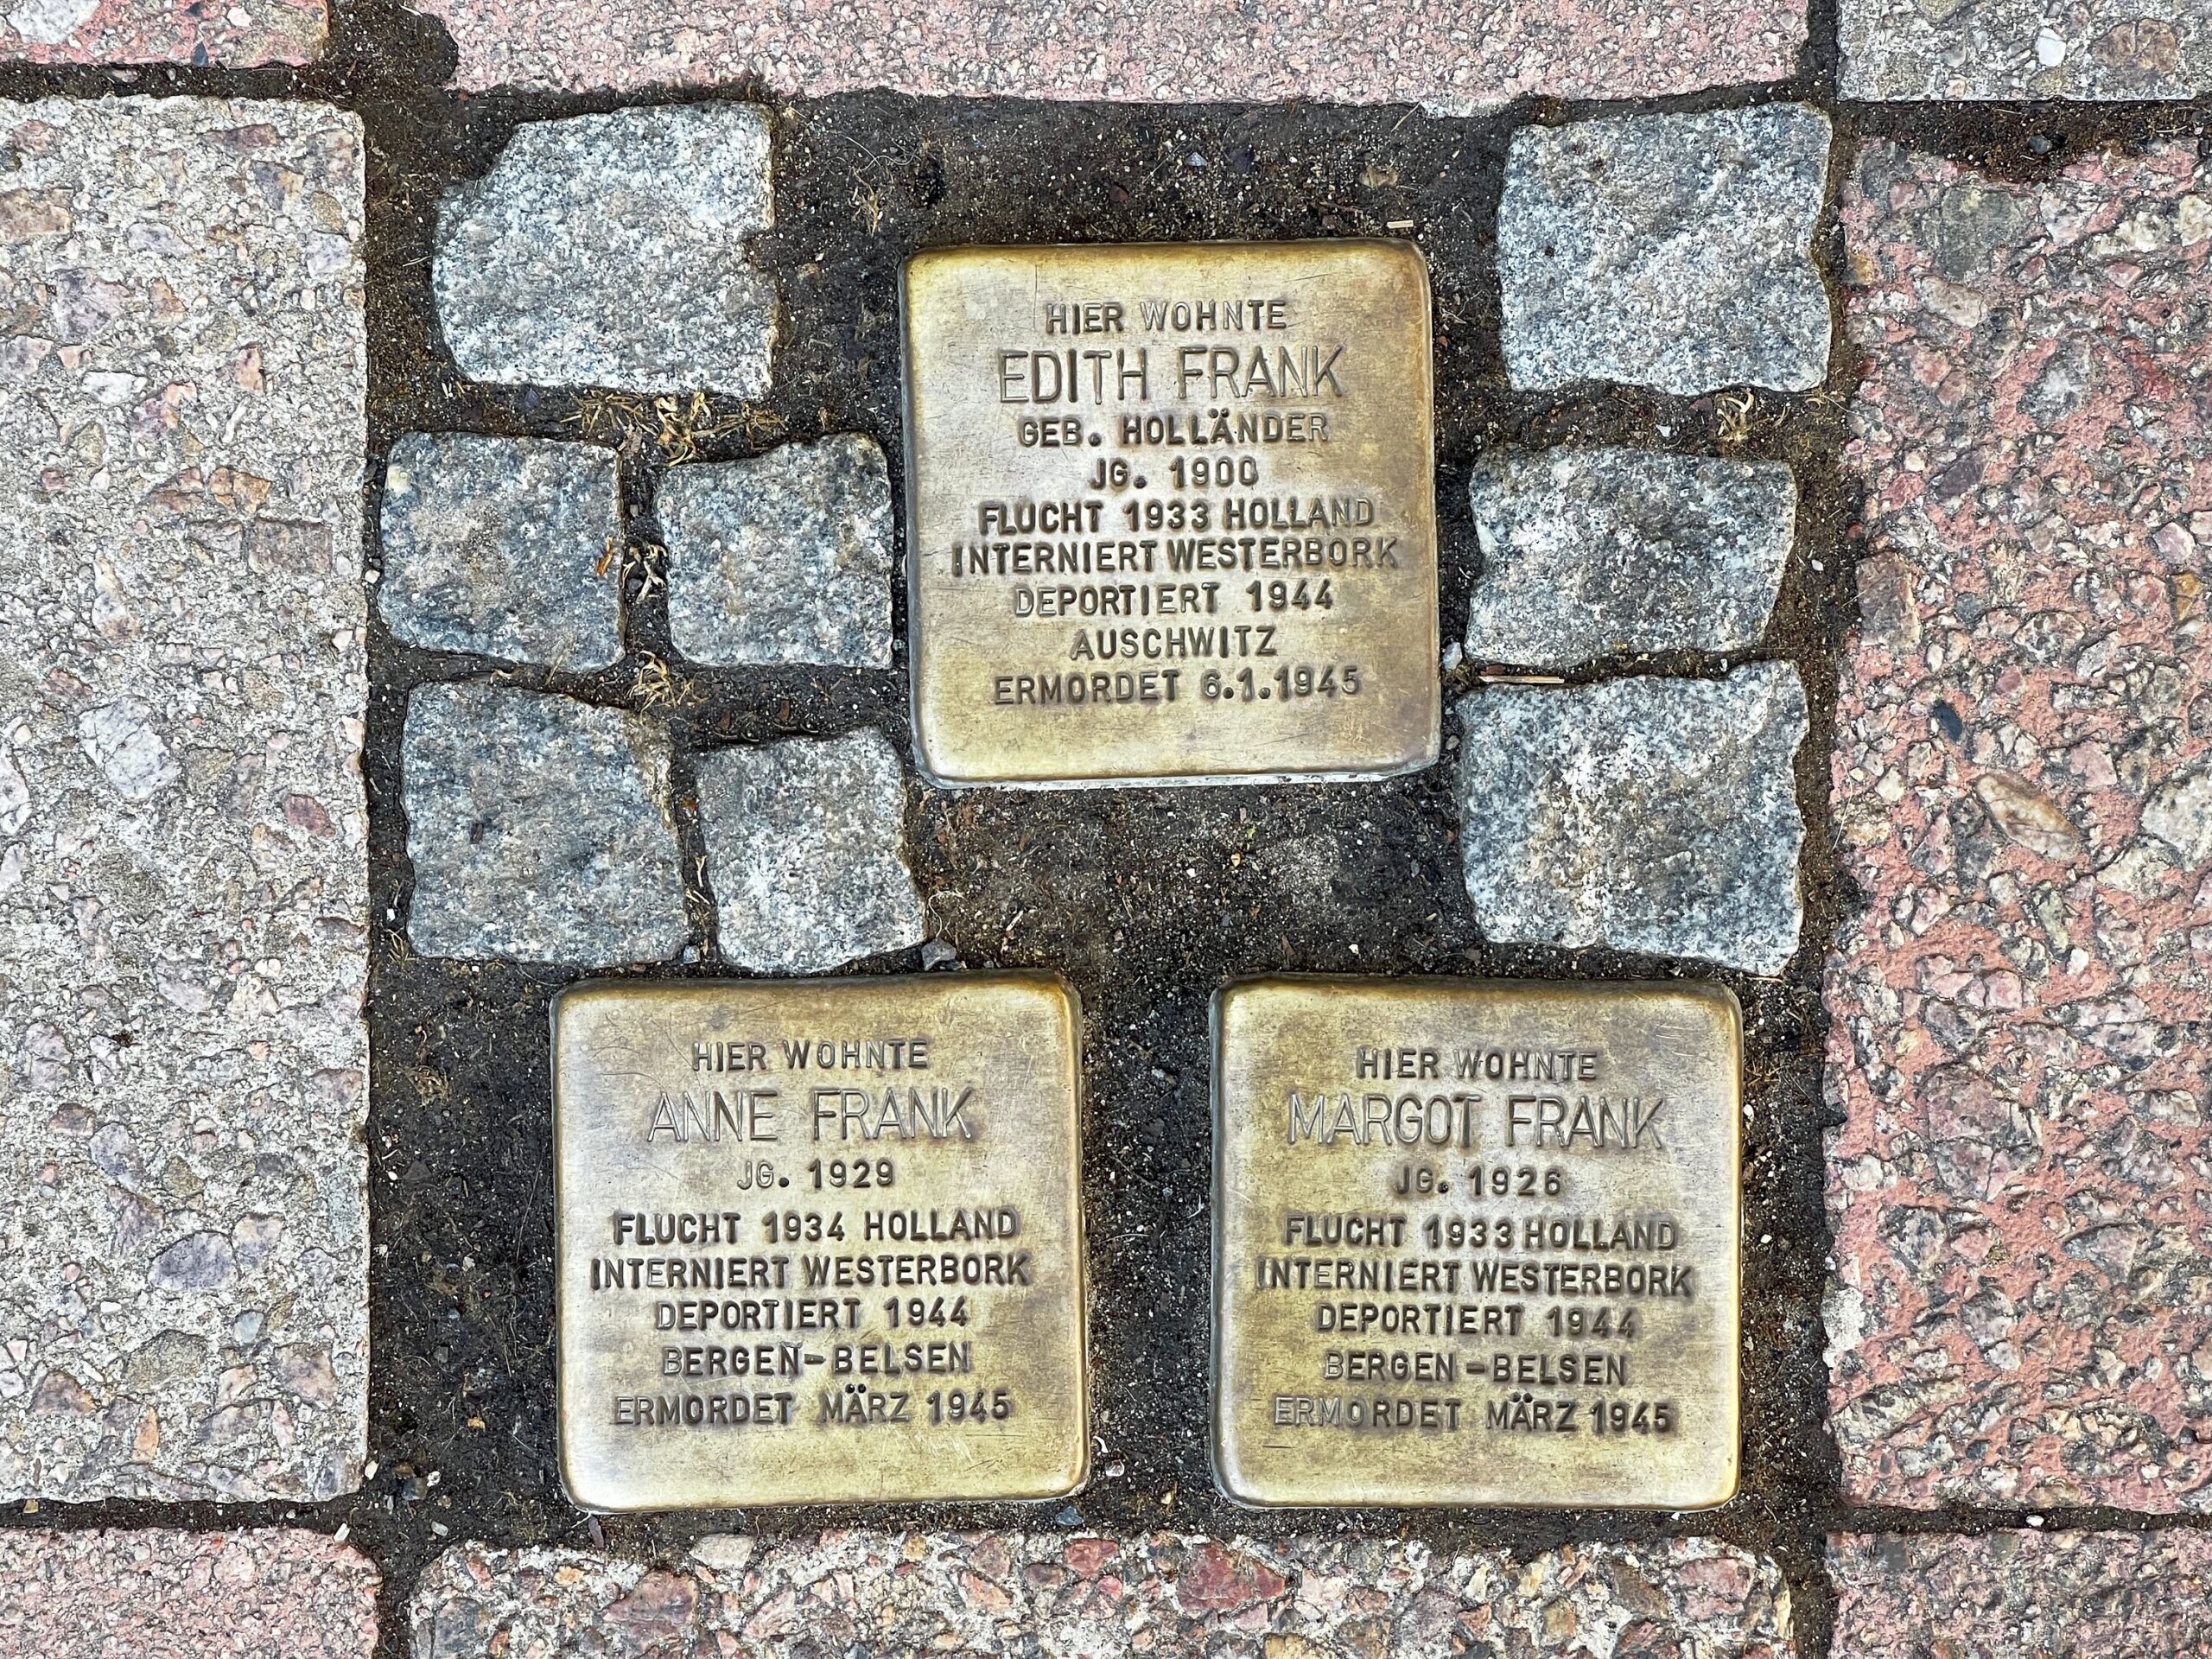 HIER WOHNTE
EDITH FRANK
GEB. HOLLÄNDER
JG. 1900
FLUCHT 1933 HOLLAND
INTERNIERT WESTERBORK
DEPORTIERT 1944
AUSCHWITZ
ERMORDET 6.1.1945
HIER WOHNTE
ANNE FRANK
JG. 1929
FLUCHT 1934 HOLLAND
INTERNIERT WESTERBORK
DEPORTIERT 1944
BERGEN-BELSEN
ERMORDET MÄRZ 1945
HIER WOHNTE
MARGOT FRANK
JG. 1926
FLUCHT 1933 HOLLAND
INTERNIERT WESTERBORK
DEPORTIERT 1944
BERGEN-BELSEN
ERMORDET MÄRZ 1945